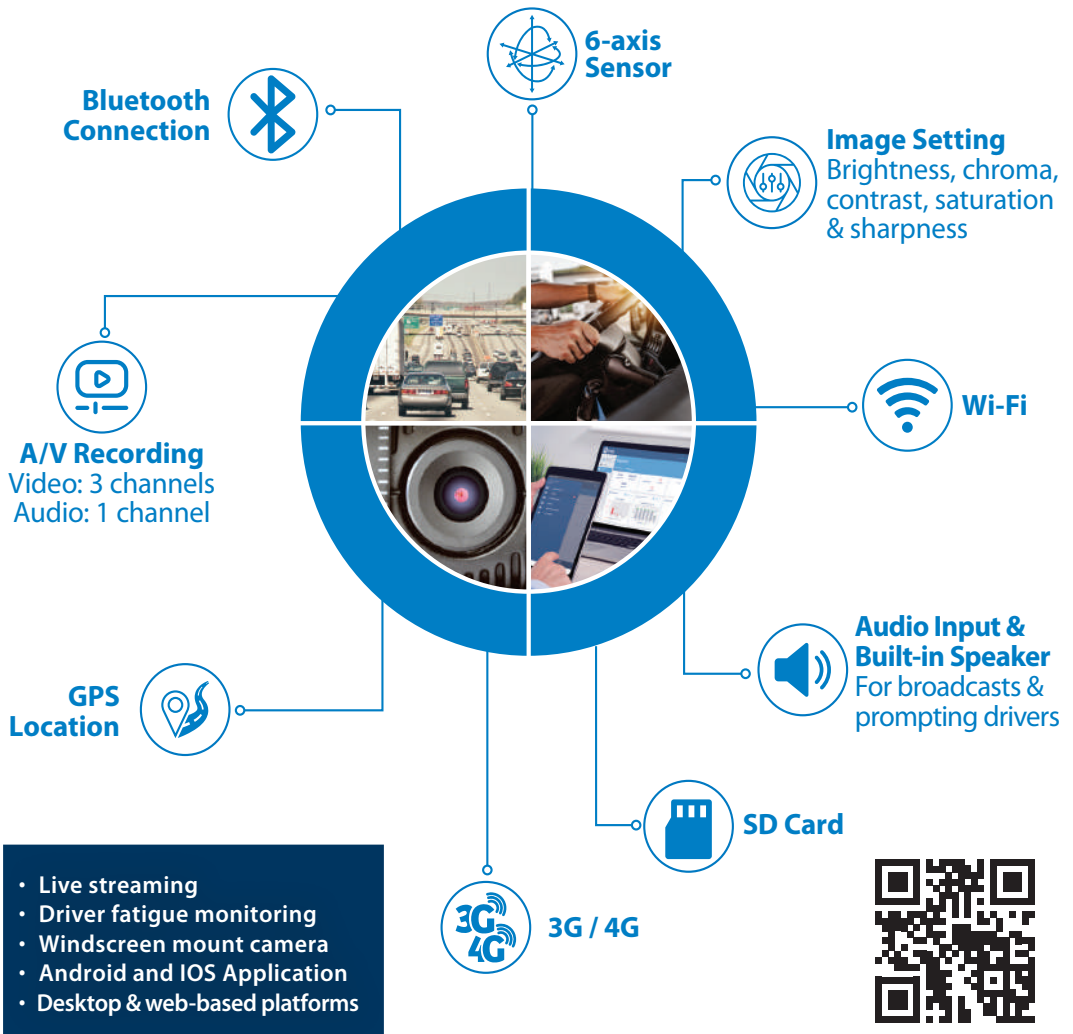 6-axis
Sensor
Bluetooth
Connection
Image Setting
Brightness, chroma,
contrast, saturation
& sharpness
Wi-Fi
A/V Recording
Video: 3 channels
Audio: 1 channel
Audio Input &
Built-in Speaker
For broadcasts &
prompting drivers
GPS
Location
SD Card
3G
4G
3G / 4G
• Live streaming
• Driver fatigue monitoring
• Windscreen mount camera
• Android and IOS Application
• Desktop & web-based platforms